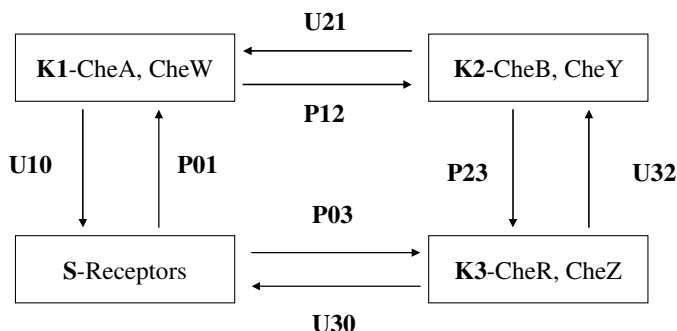 U21
K1-CheA, CheW
K2-CheB, CheY
P12
U10
P01
P23
U32
P03
S-Receptors
K3-CheR, CheZ
U30